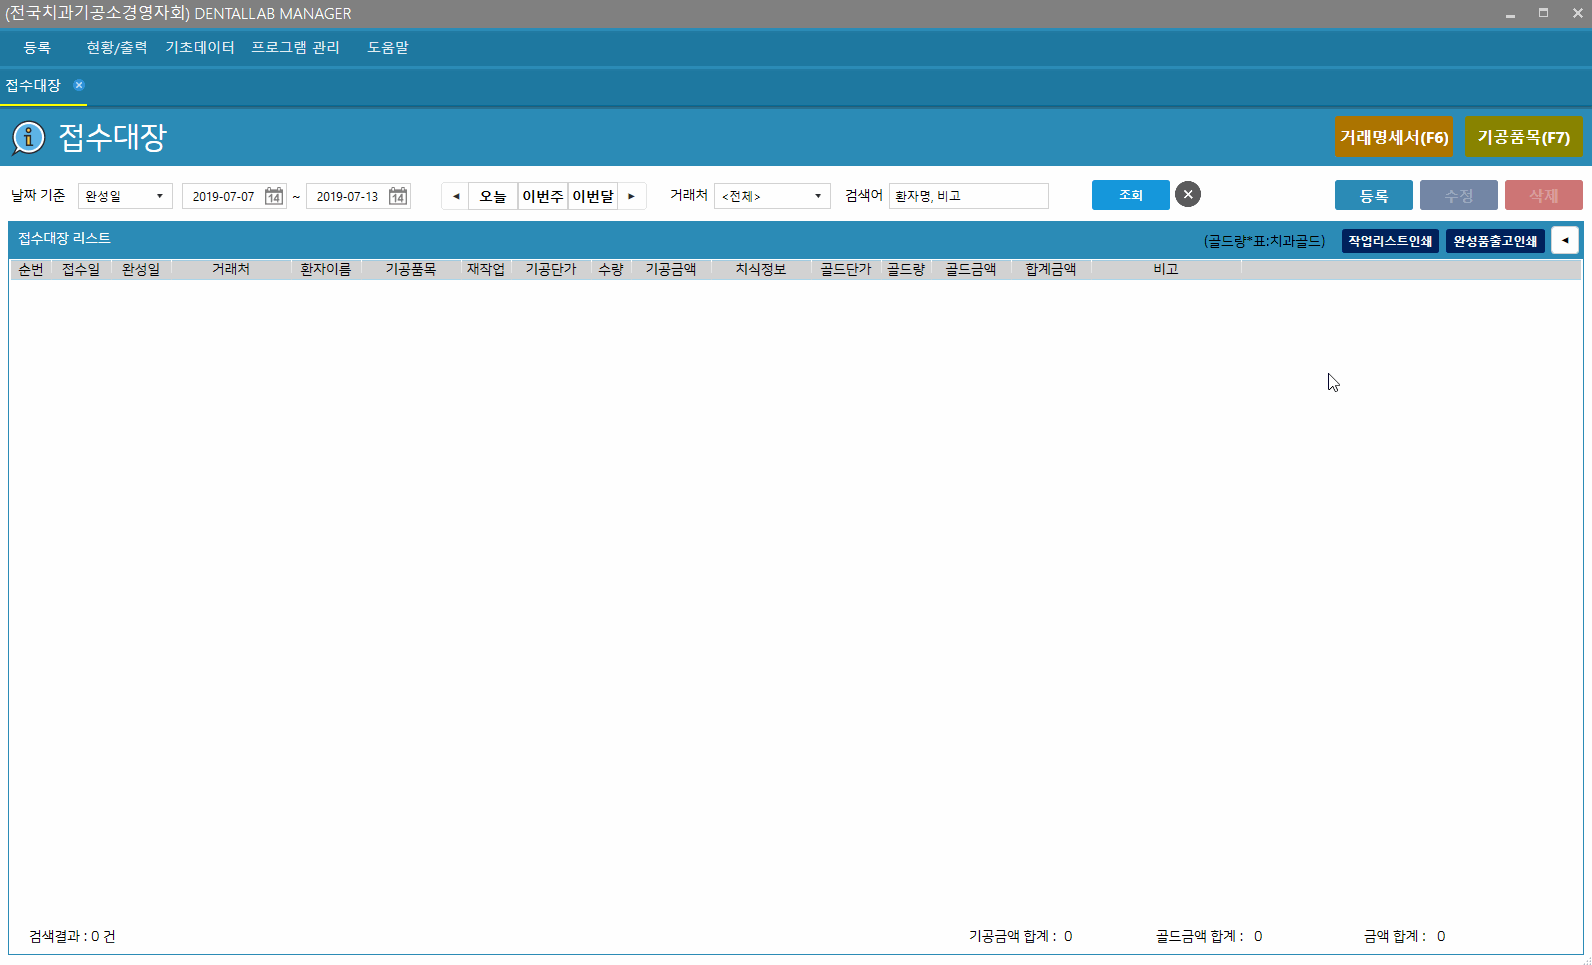 (전국치과기공소경영자회) DENTALLAB MANAGER
등록 현황/출력 기초데이터 프로그램 관리 도움말
접수대장
접수대장 거래명세서(F6) 기공품목(F7)
날짜 기준 완성일 2019-07-07 14 ~ 2019-07-13 14 오늘 이번주 이번달 거래처 <전체> 검색어 환자명, 비고 조회 등록 수정 삭제
접수대장 리스트 (골드량*표:치과골드) 작업리스트인쇄 완성품출고인쇄
순번 접수일 완성일 거래처 환자이름 기공품목 재작업 기공단가 수량 기공금액 치식정보 골드단가 골드량 골드금액 합계금액 비고
검색결과 : 0 건 기공금액 합계 : 0 골드금액 합계 : 0 금액 합계 : 0